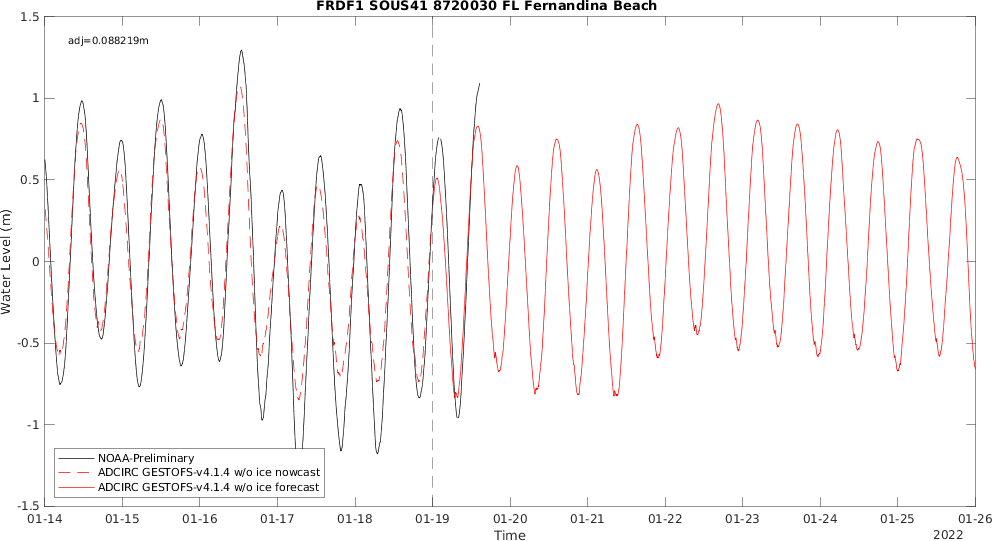 FRDF1 SOUS41 8720030 FL Fernandina Beach
adj=0.088219m
1.5
1
0.5
0
-0.5
-1
-1.5
Water Level (m)
NOAA-Preliminary
ADCIRC GESTOFS-v4.1.4 w/o ice nowcast
ADCIRC GESTOFS-v4.1.4 w/o ice forecast
01-14 01-15 01-16 01-17 01-18 01-19 01-20 01-21 01-22 01-23 01-24 01-25 01-26
Time
2022